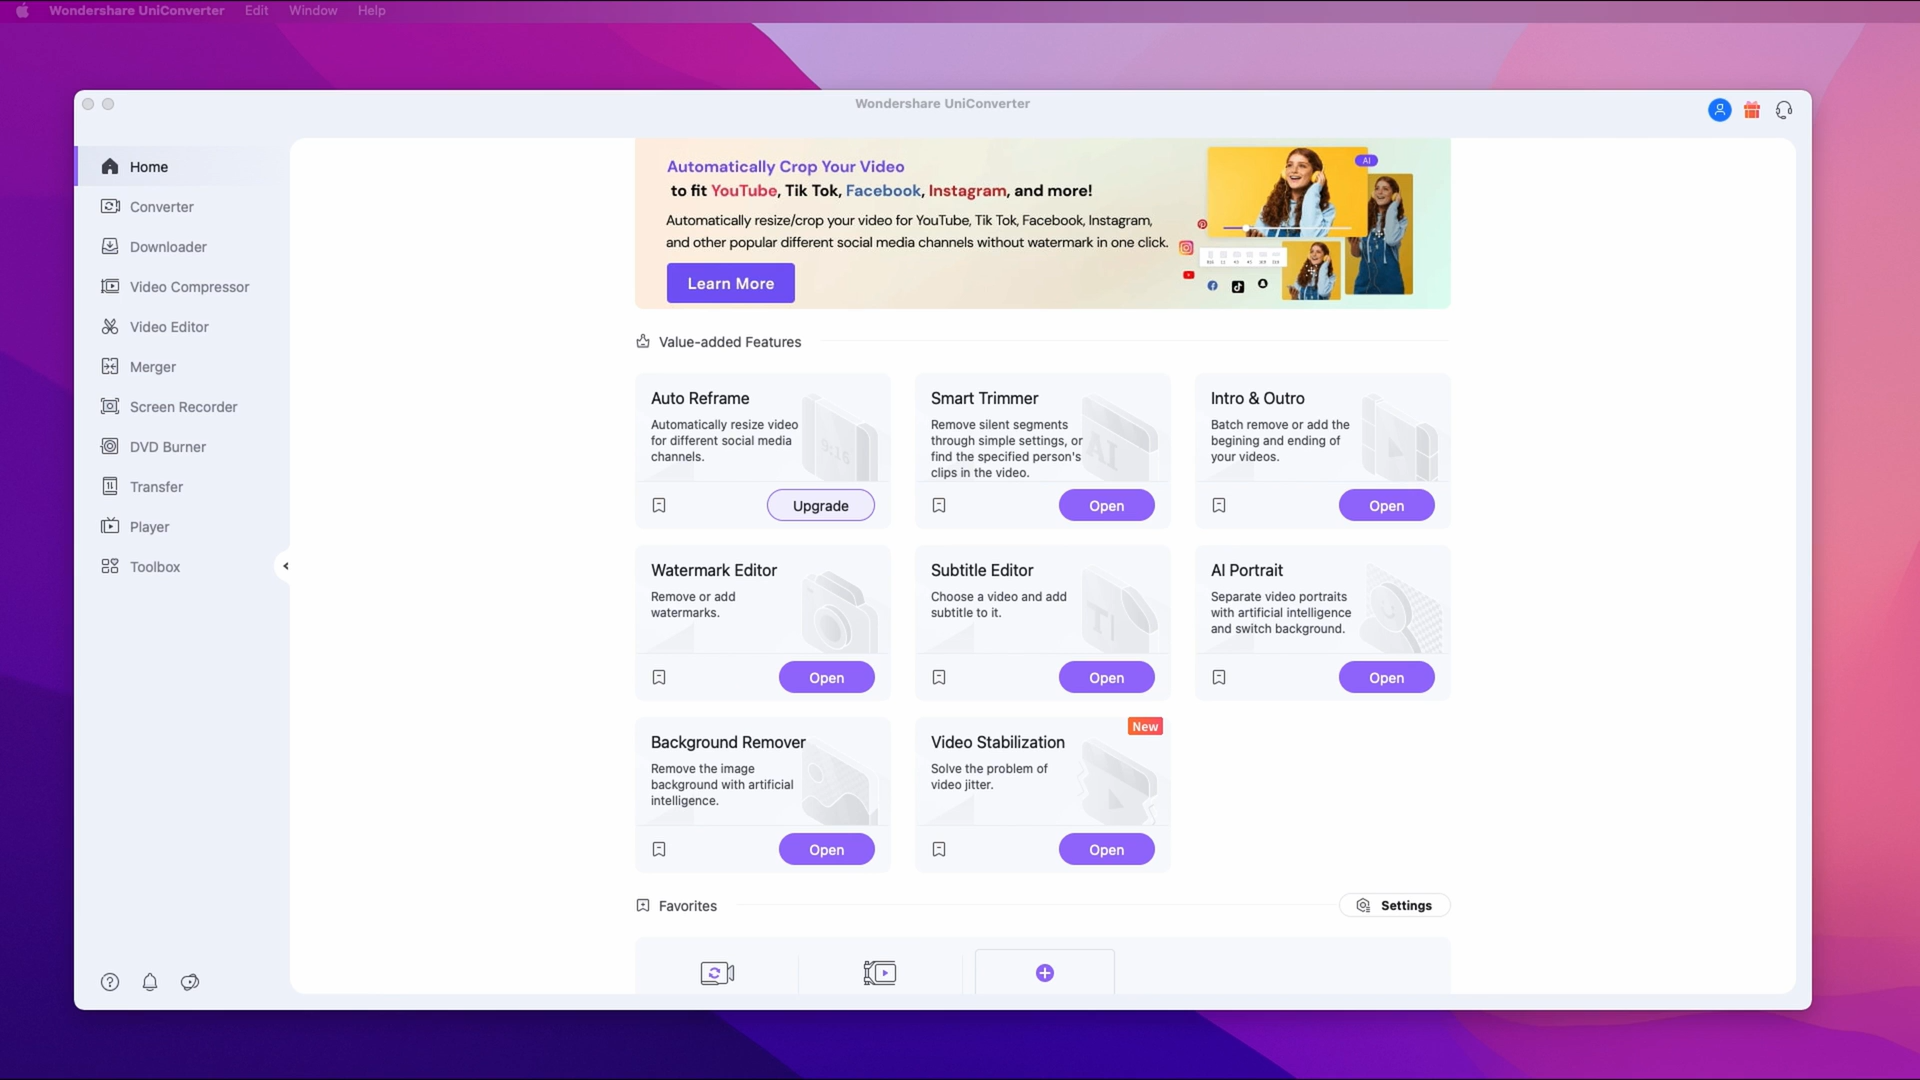 Wondershare UniConverter Edit Window Help
Wondershare UniConverter
Home
Converter
Downloader
Video Compressor
Video Editor
Merger
Screen Recorder
DVD Burner
Transfer
Player
Toolbox
Automatically Crop Your Video
to fit YouTube, Tik Tok, Facebook, Instagram, and more!
Automatically resize/crop your video for YouTube, Tik Tok, Facebook, Instagram,
and other popular different social media channels without watermark in one click.
Learn More
AI
Value-added Features
Auto Reframe
Automatically resize video
for different social media
channels.
9:16
Upgrade
Smart Trimmer
Remove silent segments
through simple settings, or
find the specified person's
clips in the video.
AI
Open
Intro & Outro
Batch remove or add the
begining and ending of
your videos.
Open
Watermark Editor
Remove or add
watermarks.
Open
Subtitle Editor
Choose a video and add
subtitle to it.
TI
Open
AI Portrait
Separate video portraits
with artificial intelligence
and switch background.
Open
Background Remover
Remove the image
background with artificial
intelligence.
Open
New
Video Stabilization
Solve the problem of
video jitter.
Open
Favorites
Settings